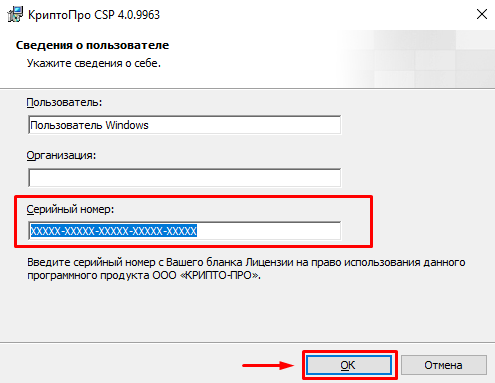 КриптоПро CSP 4.0.9963
Сведения о пользователе
Укажите сведения о себе.
Пользователь:
Пользователь Windows
Организация:
Серийный номер:
XXXXX-XXXXX-XXXXX-XXXXX-XXXXX
Введите серийный номер с Вашего бланка Лицензии на право использования данного
программного продукта ООО «КРИПТО-ПРО».
OK
Отмена